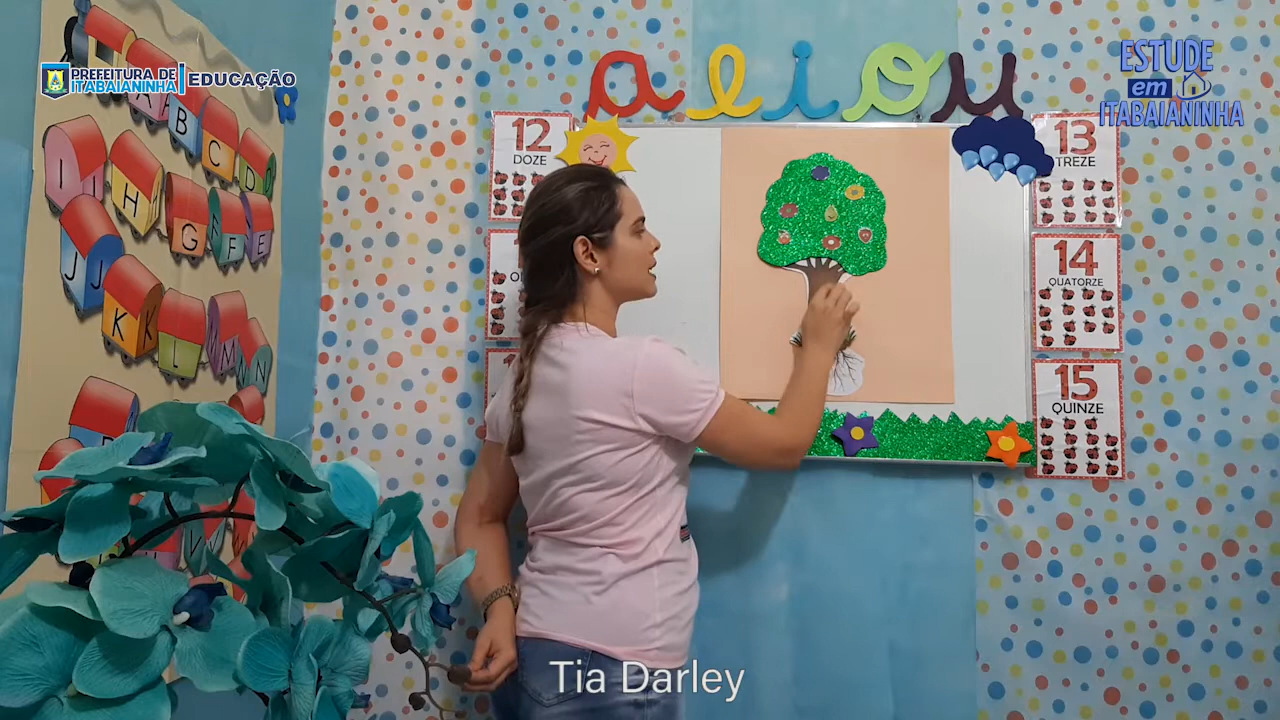 PREFEITURA DE
ITABAIANINHA
EDUCAÇÃO
ESTUDE
em
ITABAIANINHA
a e i o u
12
DOZE
13
TREZE
14
QUATORZE
15
QUINZE
A
B
C
D
I
H
G
F
E
J
K
L
M
N
Tia Darley